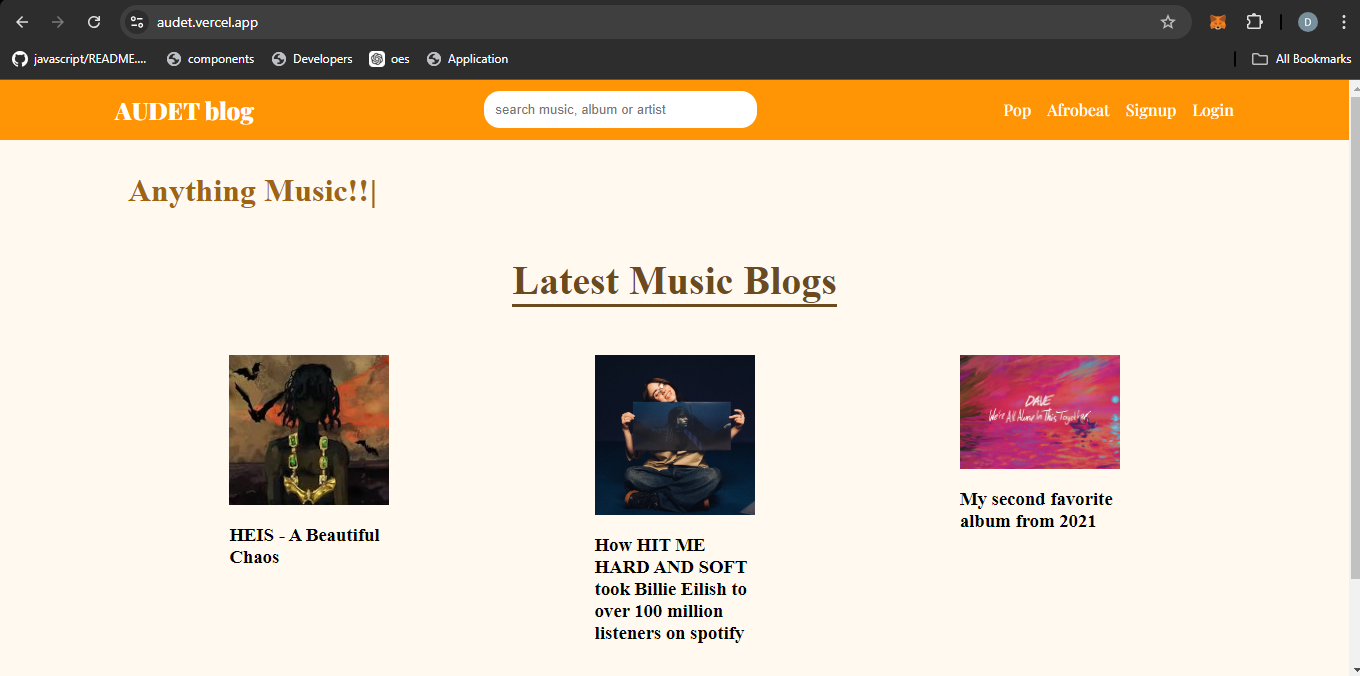 audet.vercel.app
D
javascript/README....
components
Developers
oes
Application
All Bookmarks
AUDET blog
search music, album or artist
Pop
Afrobeat
Signup
Login
Anything Music!!|
Latest Music Blogs
HEIS - A Beautiful
Chaos
How HIT ME
HARD AND SOFT
took Billie Eilish to
over 100 million
listeners on spotify
DAVE
We're All Alone In This Together
My second favorite
album from 2021